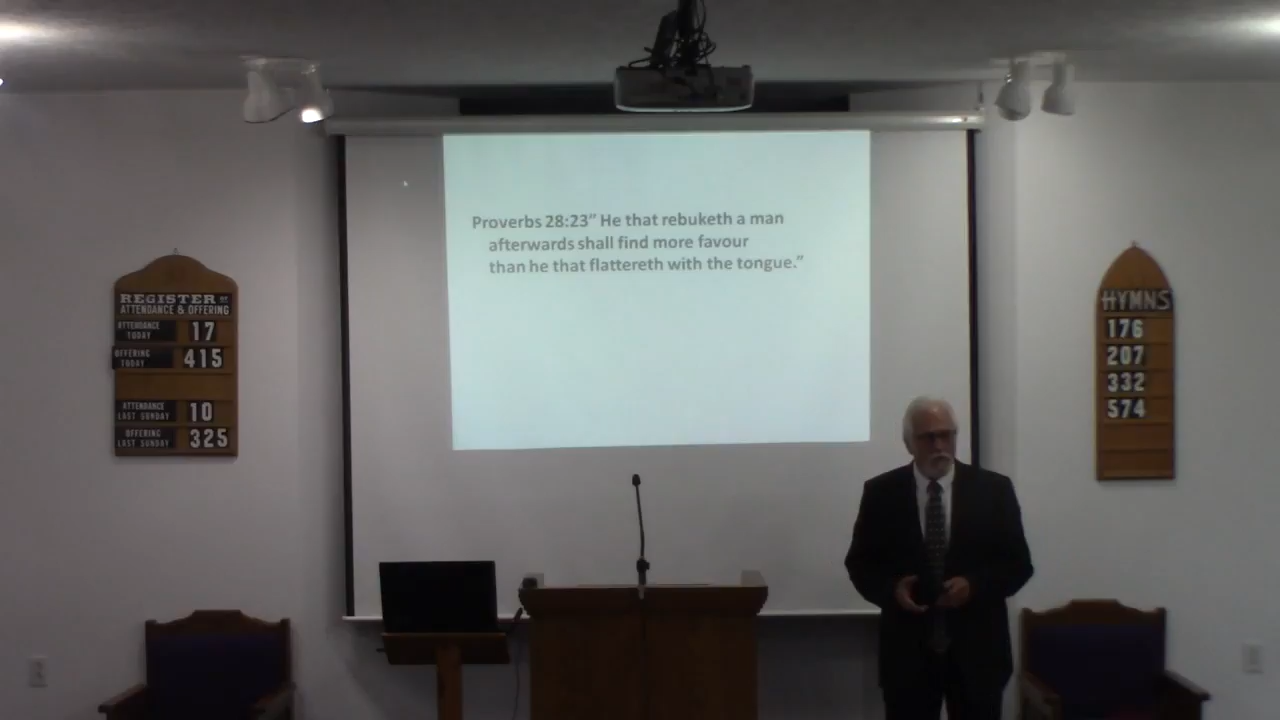 Proverbs 28:23” He that rebuketh a man
afterwards shall find more favour
than he that flattereth with the tongue.”
REGISTER OF
ATTENDANCE & OFFERING
ATTENDANCE
TODAY
17
OFFERING
TODAY
415
ATTENDANCE
LAST SUNDAY
10
OFFERING
LAST SUNDAY
325
HYMNS
176
207
332
574